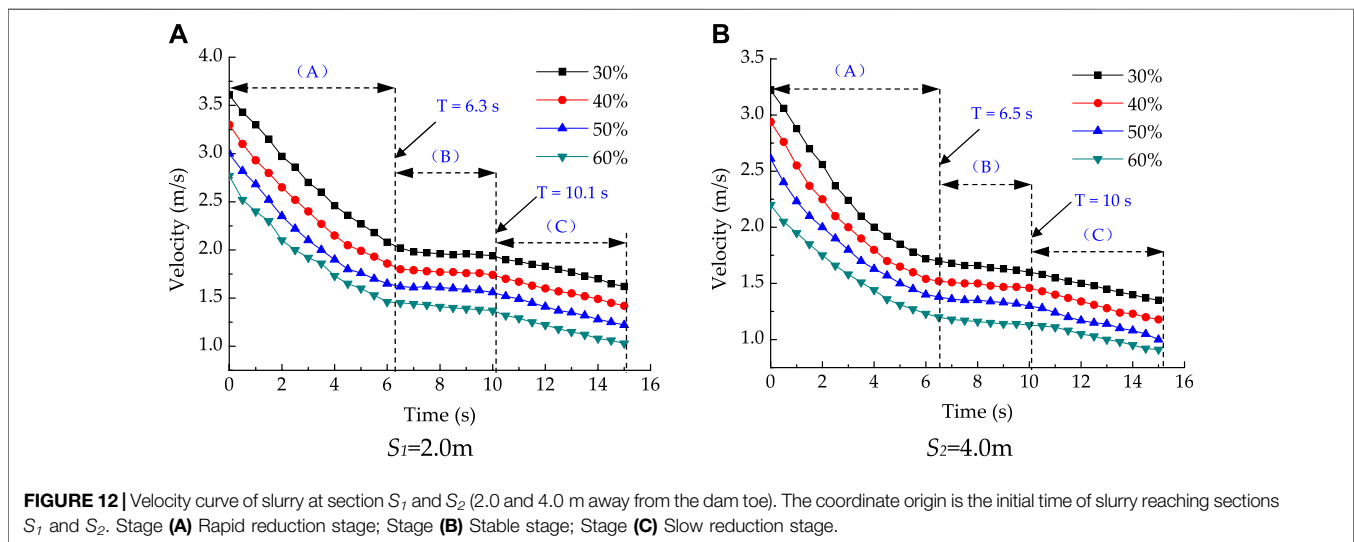 A
B
4.0
3.5
3.0
2.5
2.0
1.5
1.0
Velocity (m/s)
（A）
T = 6.3 s
（B）
T = 10.1 s
（C）
30%
40%
50%
60%
0 2 4 6 8 10 12 14 16
Time (s)
S1=2.0m
3.5
3.0
2.5
2.0
1.5
1.0
Velocity (m/s)
（A）
T = 6.5 s
（B）
T = 10 s
（C）
30%
40%
50%
60%
0 2 4 6 8 10 12 14 16
Time (s)
S2=4.0m
FIGURE 12 | Velocity curve of slurry at section S1 and S2 (2.0 and 4.0 m away from the dam toe). The coordinate origin is the initial time of slurry reaching sections
S1 and S2. Stage (A) Rapid reduction stage; Stage (B) Stable stage; Stage (C) Slow reduction stage.